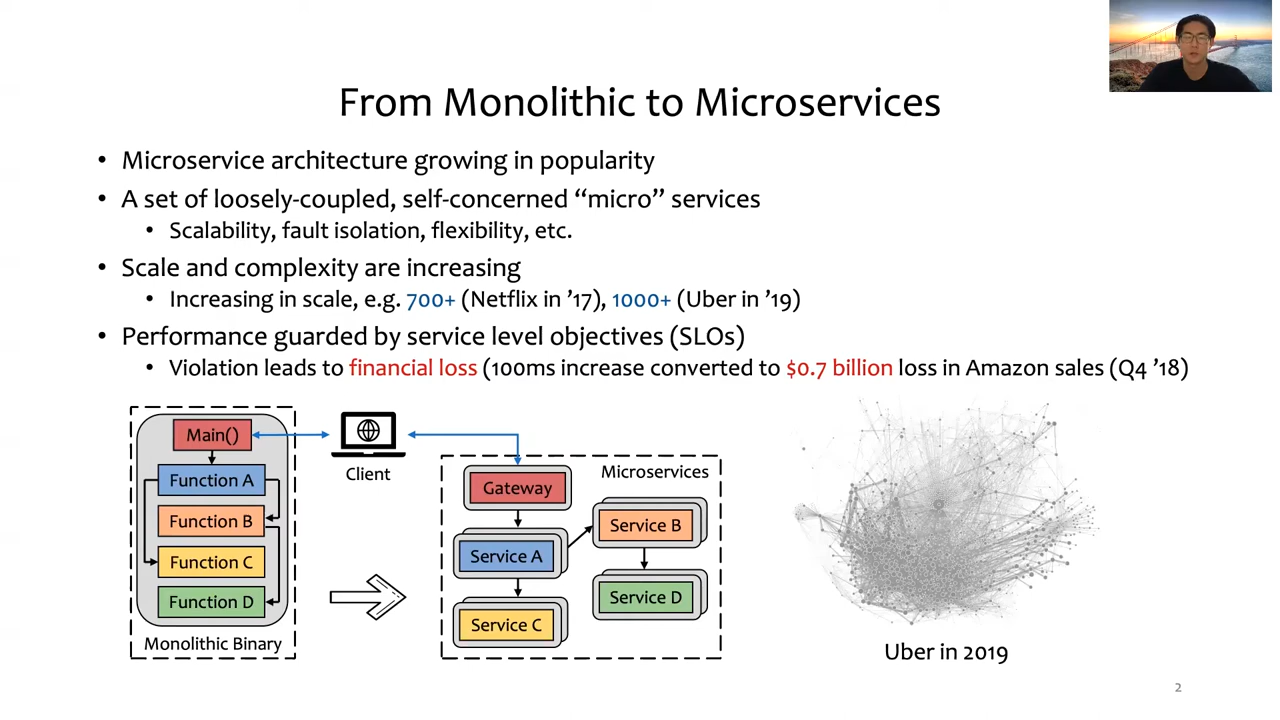 From Monolithic to Microservices
• Microservice architecture growing in popularity
• A set of loosely-coupled, self-concerned “micro” services
• Scalability, fault isolation, flexibility, etc.
• Scale and complexity are increasing
• Increasing in scale, e.g. 700+ (Netflix in ’17), 1000+ (Uber in ’19)
• Performance guarded by service level objectives (SLOs)
• Violation leads to financial loss (100ms increase converted to $0.7 billion loss in Amazon sales (Q4 ’18)
Main()
Function A
Function B
Function C
Function D
Monolithic Binary
Client
Microservices
Gateway
Service A
Service B
Service C
Service D
Uber in 2019
2